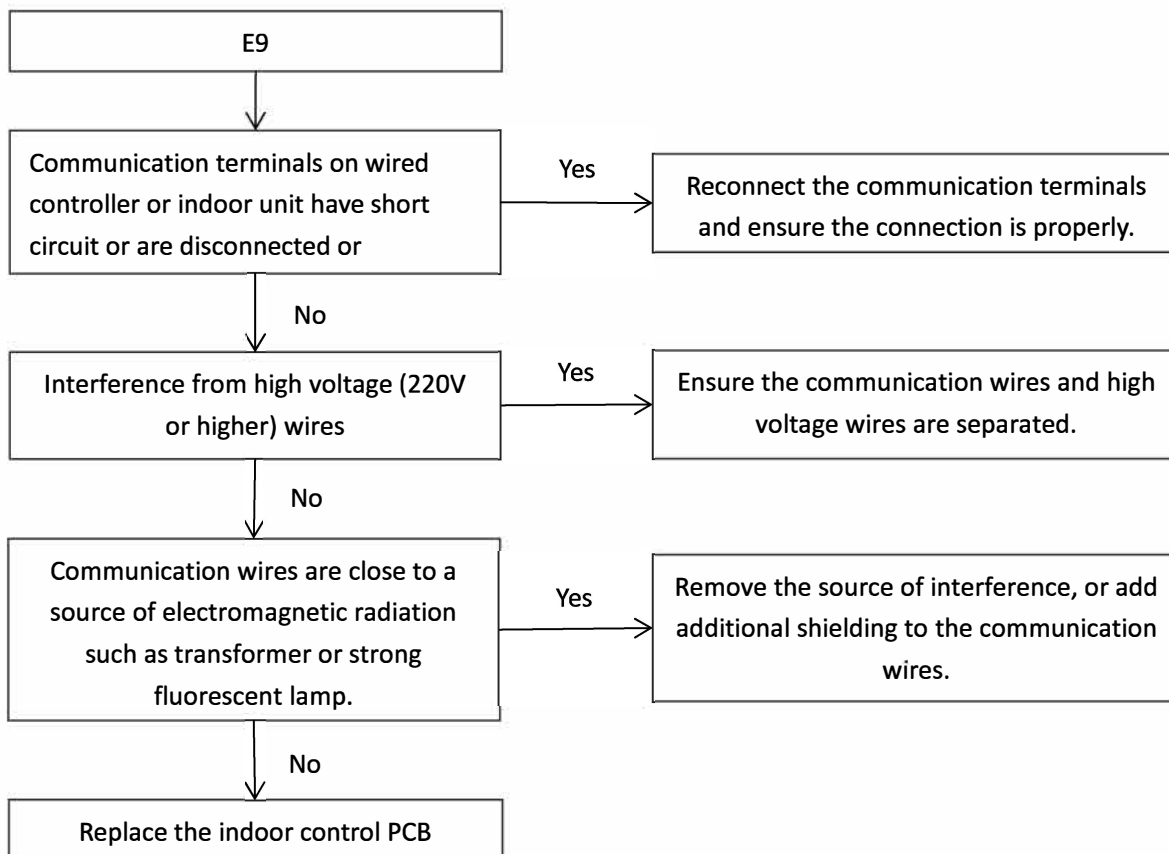 E9
Communication terminals on wired
controller or indoor unit have short
circuit or are disconnected or
Yes
Reconnect the communication terminals
and ensure the connection is properly.
No
Interference from high voltage (220V
or higher) wires
Yes
Ensure the communication wires and high
voltage wires are separated.
No
Communication wires are close to a
source of electromagnetic radiation
such as transformer or strong
fluorescent lamp.
Yes
Remove the source of interference, or add
additional shielding to the communication
wires.
No
Replace the indoor control PCB